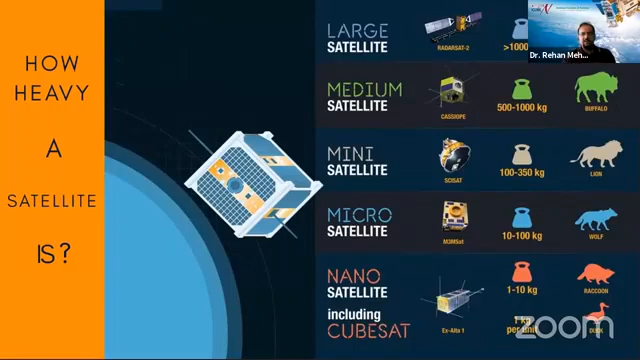 HOW
HEAVY
A
SATELLITE
IS?
LARGE
SATELLITE
RADARSAT-2
>1000
Dr. Rehan Meh...
MEDIUM
SATELLITE
CASSIOPE
500-1000 kg
BUFFALO
MINI
SATELLITE
SCISAT
100-350 kg
LION
MICRO
SATELLITE
M3MSat
10-100 kg
WOLF
NANO
SATELLITE
1-10 kg
RACCOON
including
CUBESAT
Ex-Alta 1
1 kg
per unit
DUCK
zoom